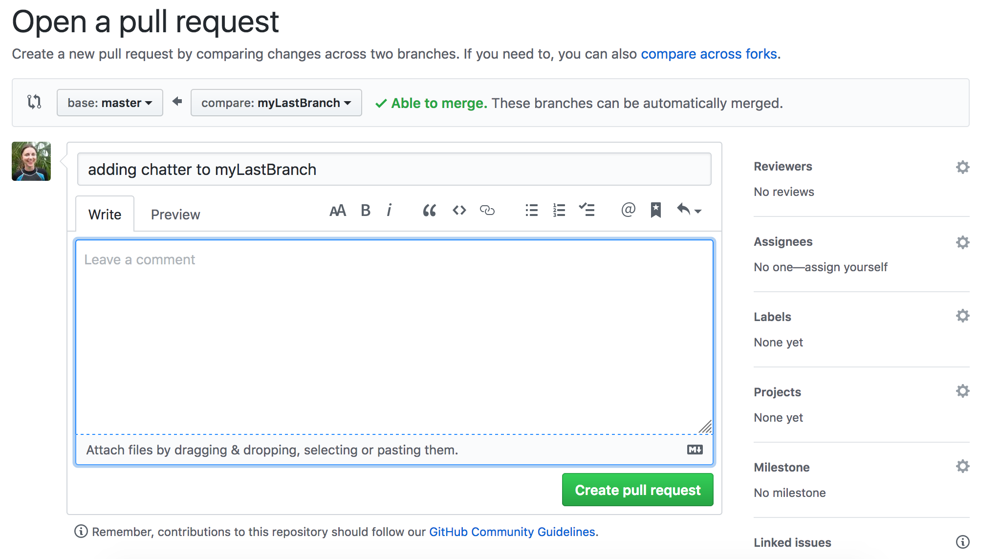 Open a pull request
Create a new pull request by comparing changes across two branches. If you need to, you can also compare across forks.
base: master compare: myLastBranch Able to merge. These branches can be automatically merged.
adding chatter to myLastBranch
Write Preview AA B i “ <> @
Leave a comment
Attach files by dragging & dropping, selecting or pasting them. M
Create pull request
Remember, contributions to this repository should follow our GitHub Community Guidelines.
Reviewers
No reviews
Assignees
No one—assign yourself
Labels
None yet
Projects
None yet
Milestone
No milestone
Linked issues